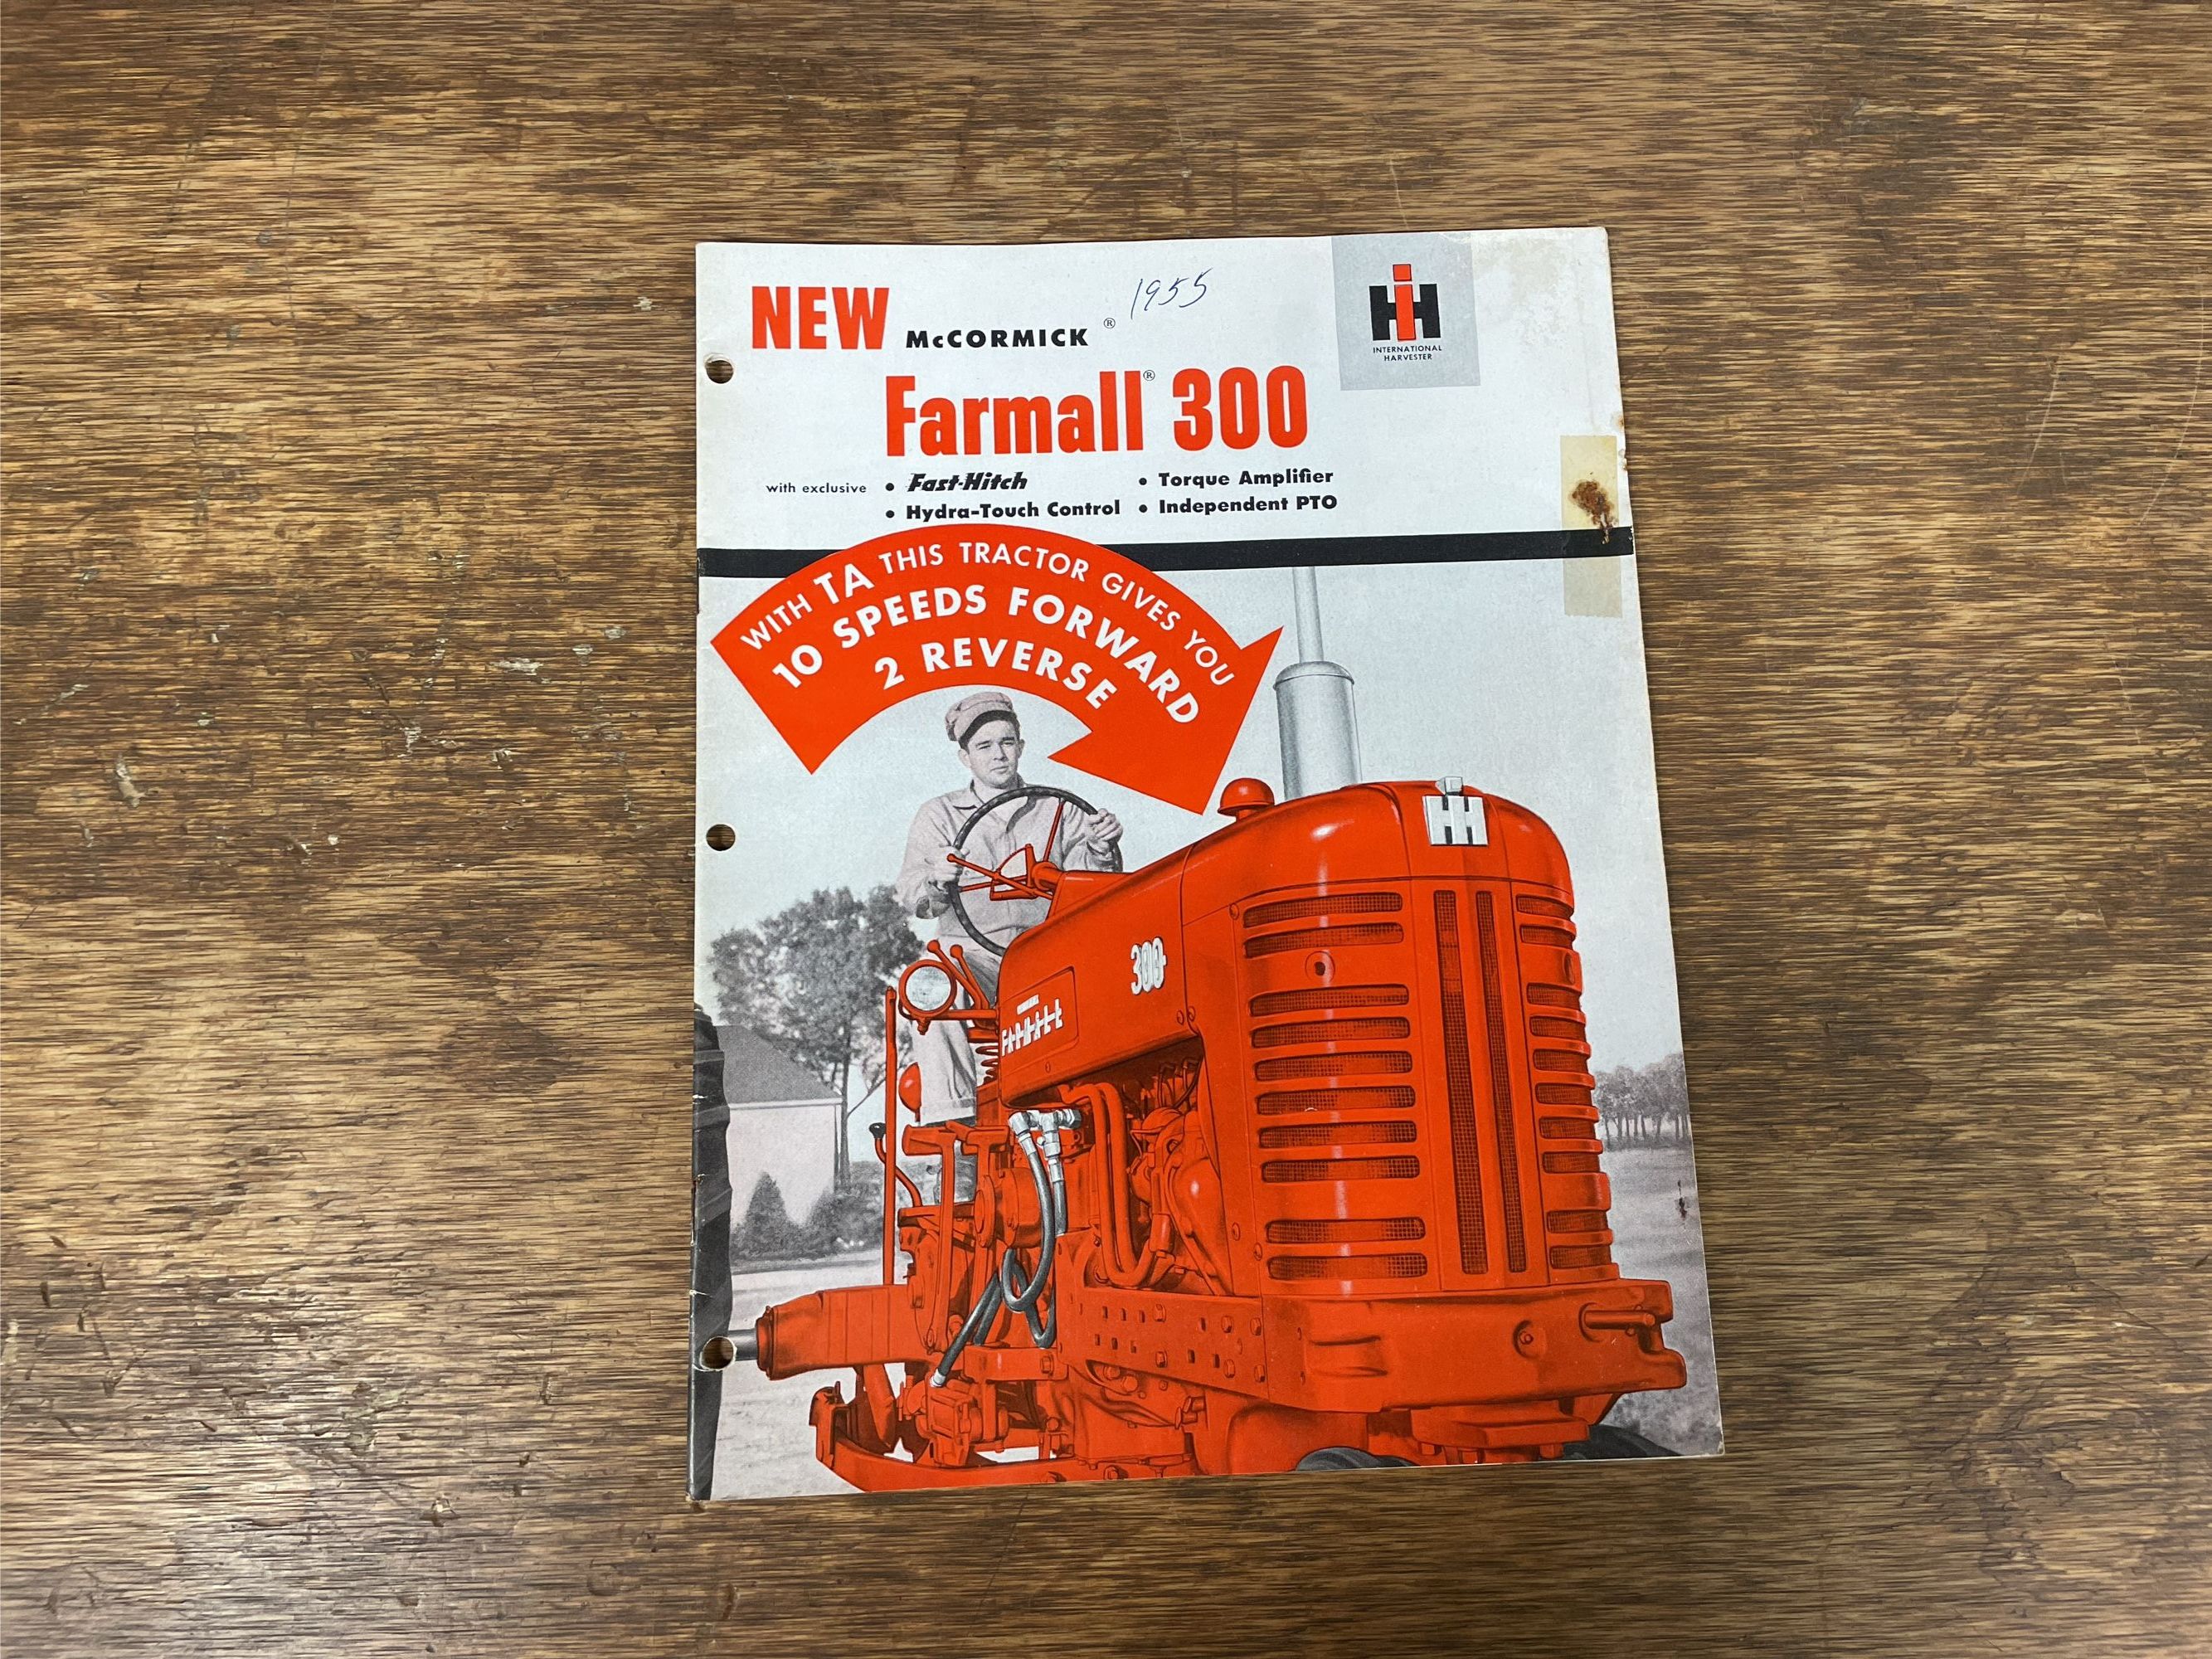 1955
NEW McCORMICK ®
IH
INTERNATIONAL
HARVESTER
Farmall® 300
with exclusive • Fast-Hitch • Torque Amplifier
• Hydra-Touch Control • Independent PTO
WITH TA THIS TRACTOR GIVES YOU
10 SPEEDS FORWARD
2 REVERSE
IH
300
FARMALL